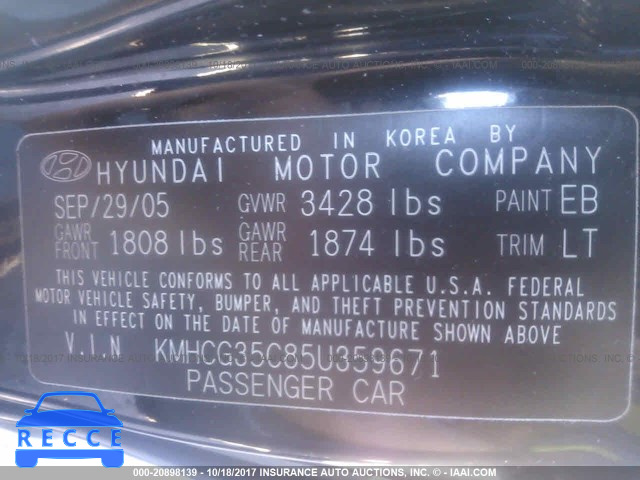 MANUFACTURED IN KOREA BY
HYUNDAI MOTOR COMPANY
SEP/29/05 GVWR 3428 lbs PAINT EB
GAWR FRONT 1808 lbs GAWR REAR 1874 lbs TRIM LT
THIS VEHICLE CONFORMS TO ALL APPLICABLE U.S.A. FEDERAL
MOTOR VEHICLE SAFETY, BUMPER, AND THEFT PREVENTION STANDARDS
IN EFFECT ON THE DATE OF MANUFACTURE SHOWN ABOVE
V.I.N KMHCG35C85U359671
PASSENGER CAR
RECCE
000-20898139 - 10/18/2017 INSURANCE AUTO AUCTIONS, INC. - © IAAI.COM